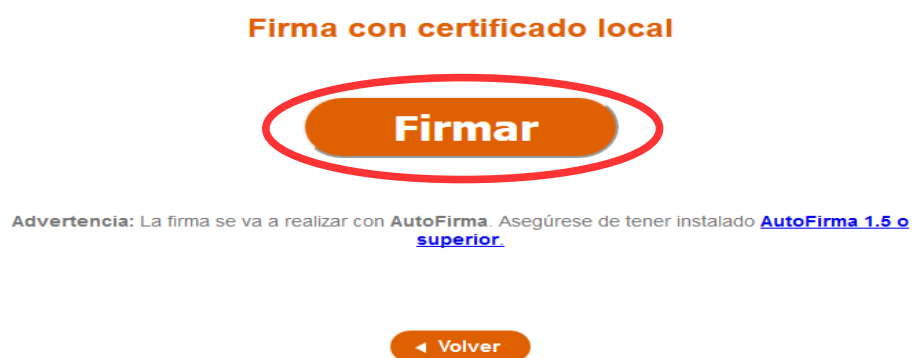 Firma con certificado local
Firmar
Advertencia: La firma se va a realizar con AutoFirma. Asegúrese de tener instalado AutoFirma 1.5 o
superior.
◄ Volver